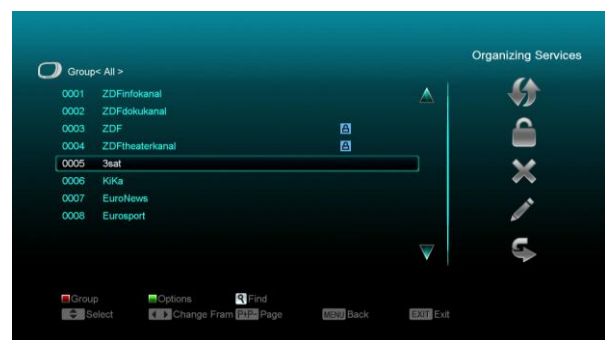 Organizing Services
Group< All >
0001 ZDFinfokanal
0002 ZDFdokukanal
0003 ZDF
0004 ZDFtheaterkanal
0005 3sat
0006 KiKa
0007 EuroNews
0008 Eurosport
Group Options Find
Select Change Fram P+P- Page MENU Back EXIT Exit